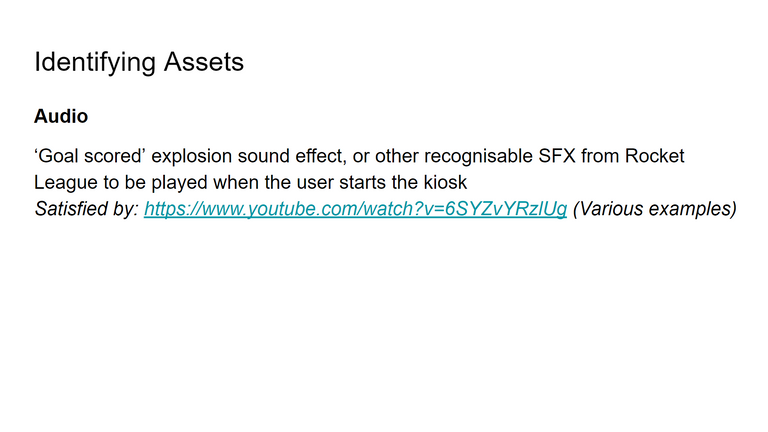 Identifying Assets
Audio
‘Goal scored’ explosion sound effect, or other recognisable SFX from Rocket
League to be played when the user starts the kiosk
Satisfied by: https://www.youtube.com/watch?v=6SYZvYRzlUg (Various examples)